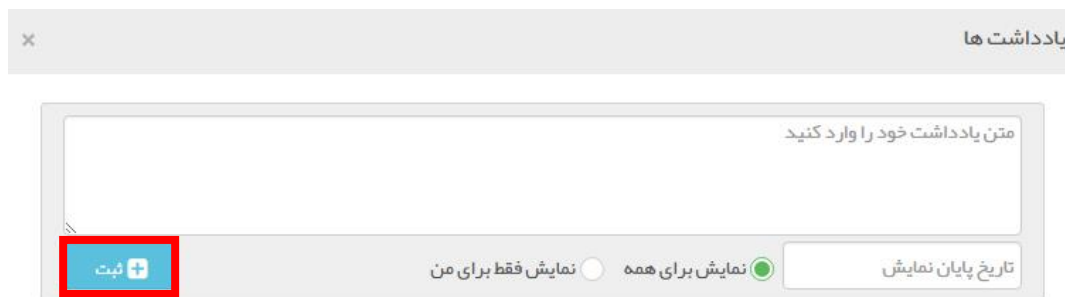 یادداشت ها
متن یادداشت خود را وارد کنید
تاریخ پایان نمایش نمایش برای همه نمایش فقط برای من ثبت